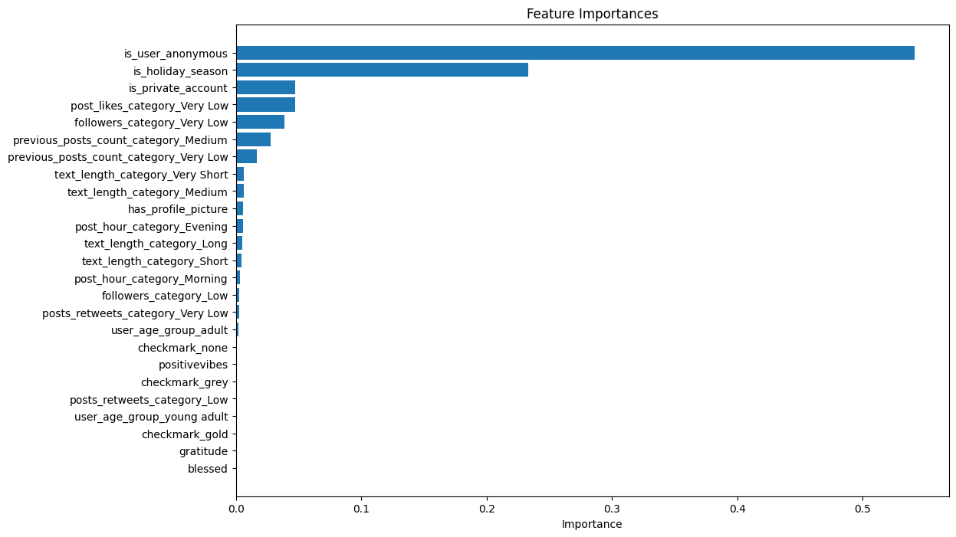 Feature Importances
is_user_anonymous
is_holiday_season
is_private_account
post_likes_category_Very Low
followers_category_Very Low
previous_posts_count_category_Medium
previous_posts_count_category_Very Low
text_length_category_Very Short
text_length_category_Medium
has_profile_picture
post_hour_category_Evening
text_length_category_Long
text_length_category_Short
post_hour_category_Morning
followers_category_Low
posts_retweets_category_Very Low
user_age_group_adult
checkmark_none
positivevibes
checkmark_grey
posts_retweets_category_Low
user_age_group_young adult
checkmark_gold
gratitude
blessed
0.0 0.1 0.2 0.3 0.4 0.5
Importance